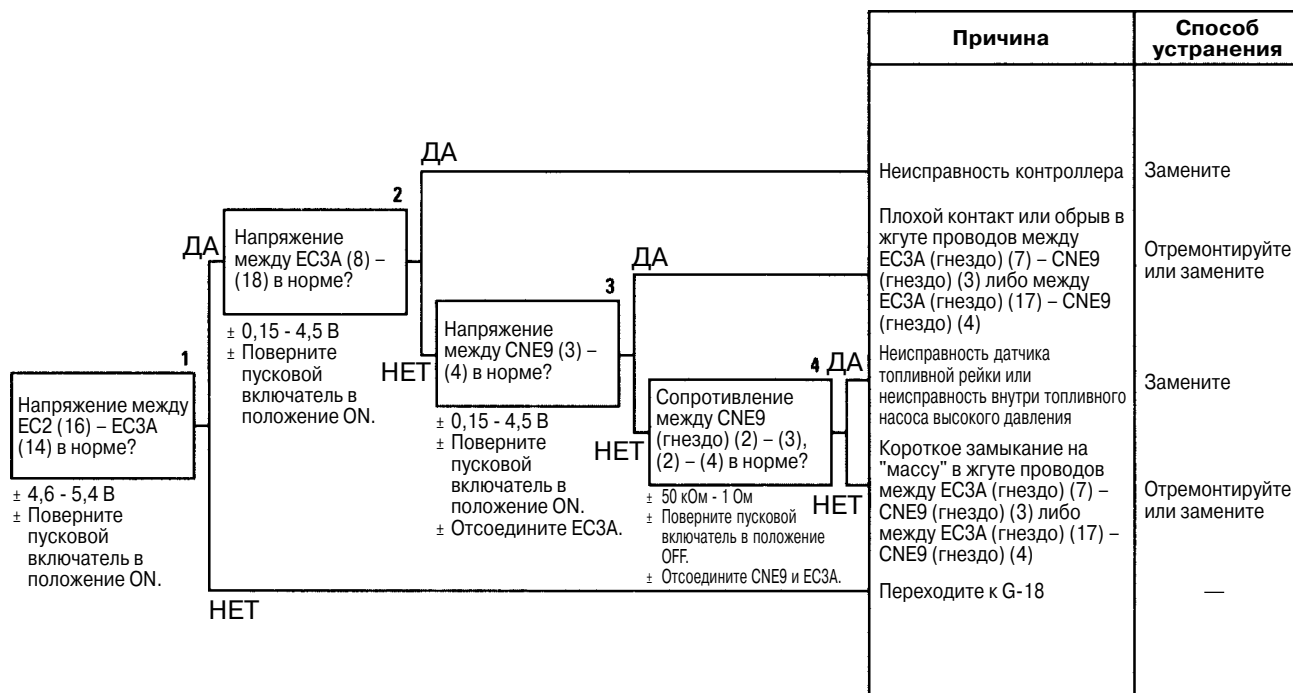 Причина
Способ
устранения
ДА
Неисправность контроллера
Замените
2
ДА
Напряжение
между EC3A (8) –
(18) в норме?
± 0,15 - 4,5 В
± Поверните
пусковой
включатель в
положение ON.
ДА
Плохой контакт или обрыв в
жгуте проводов между
EC3A (гнездо) (7) – CNE9
(гнездо) (3) либо между
EC3A (гнездо) (17) – CNE9
(гнездо) (4)
Отремонтируйте
или замените
3
НЕТ
Напряжение
между CNE9 (3) –
(4) в норме?
± 0,15 - 4,5 В
± Поверните
пусковой
включатель в
положение ON.
± Отсоедините EC3A.
1
Напряжение между
EC2 (16) – EC3A
(14) в норме?
± 4,6 - 5,4 В
± Поверните
пусковой
включатель в
положение ON.
4 ДА
Неисправность датчика
топливной рейки или
неисправность внутри топливного
насоса высокого давления
Замените
НЕТ
Сопротивление
между CNE9
(гнездо) (2) – (3),
(2) – (4) в норме?
± 50 кОм - 1 Ом
± Поверните пусковой
включатель в положение
OFF.
± Отсоедините CNE9 и EC3A.
НЕТ
Короткое замыкание на
"массу" в жгуте проводов
между EC3A (гнездо) (7) –
CNE9 (гнездо) (3) либо
между EC3A (гнездо) (17) –
CNE9 (гнездо) (4)
Отремонтируйте
или замените
НЕТ
Переходите к G-18
—